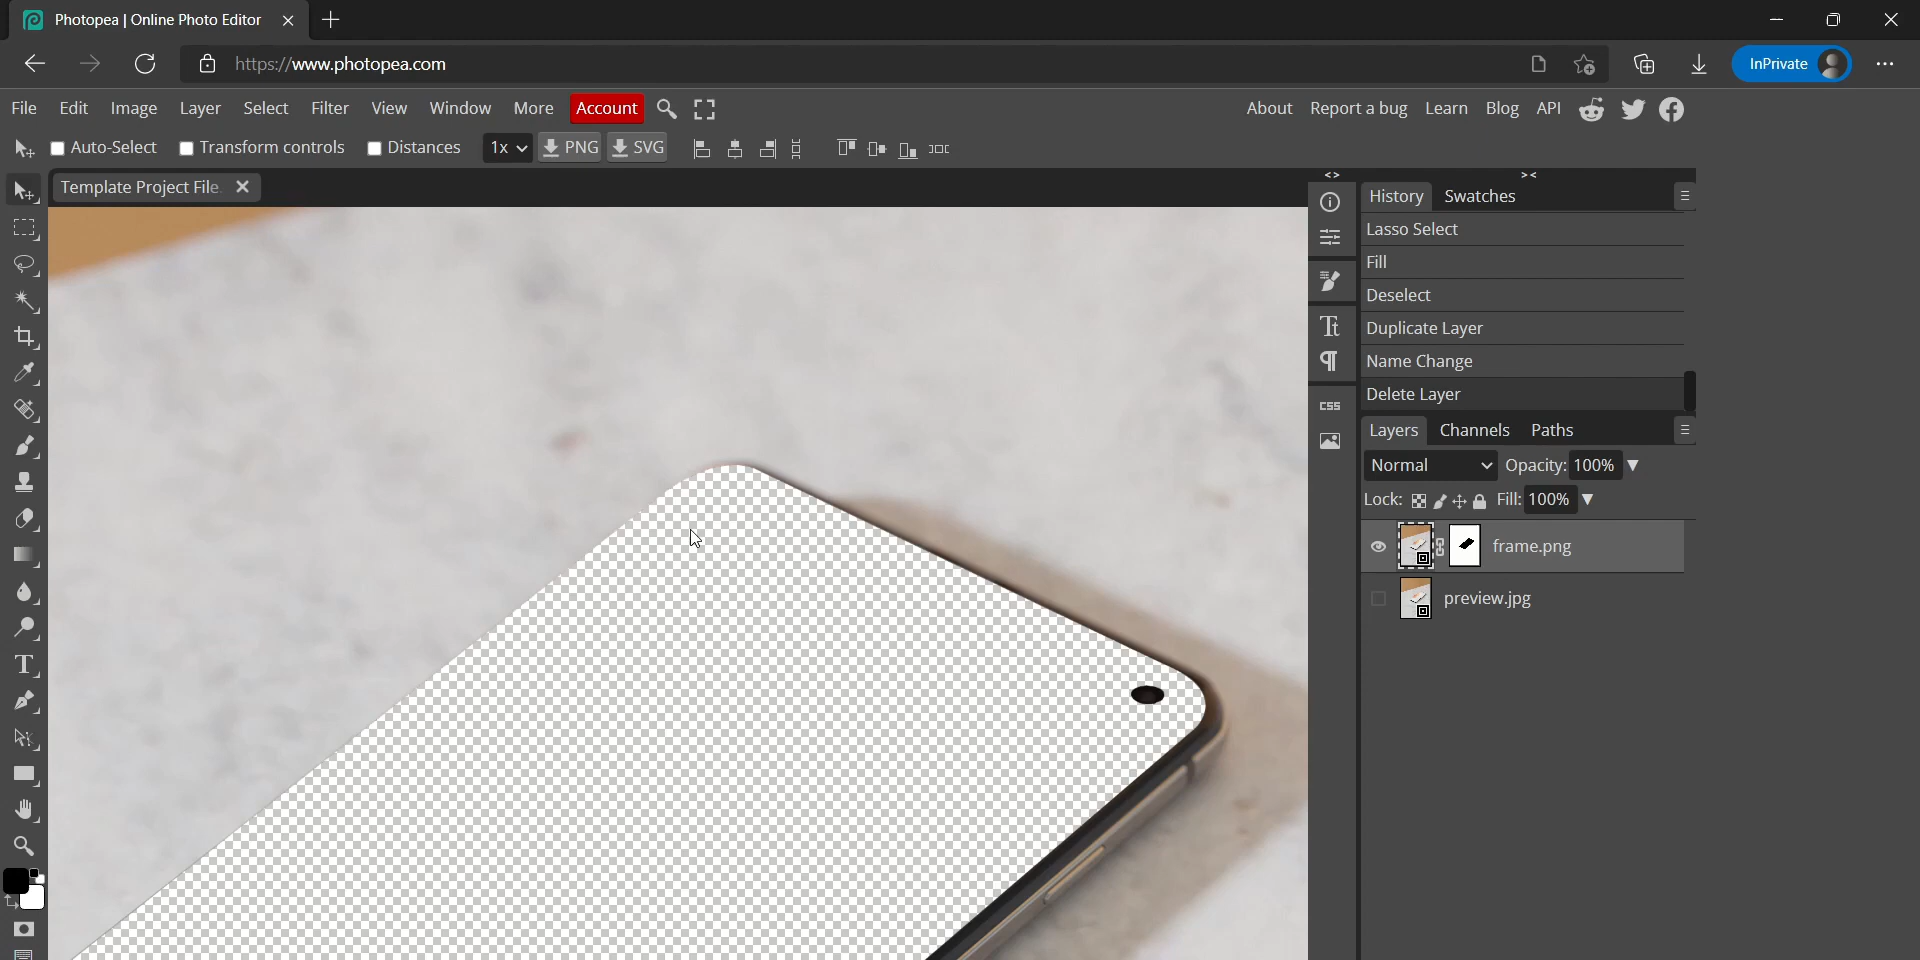 Photopea | Online Photo Editor
https://www.photopea.com
InPrivate
File Edit Image Layer Select Filter View Window More Account
About Report a bug Learn Blog API
Auto-Select Transform controls Distances 1x PNG SVG
Template Project File
History Swatches
Lasso Select
Fill
Deselect
Duplicate Layer
Name Change
Delete Layer
CSS
Layers Channels Paths
Normal Opacity: 100%
Lock: Fill: 100%
frame.png
preview.jpg